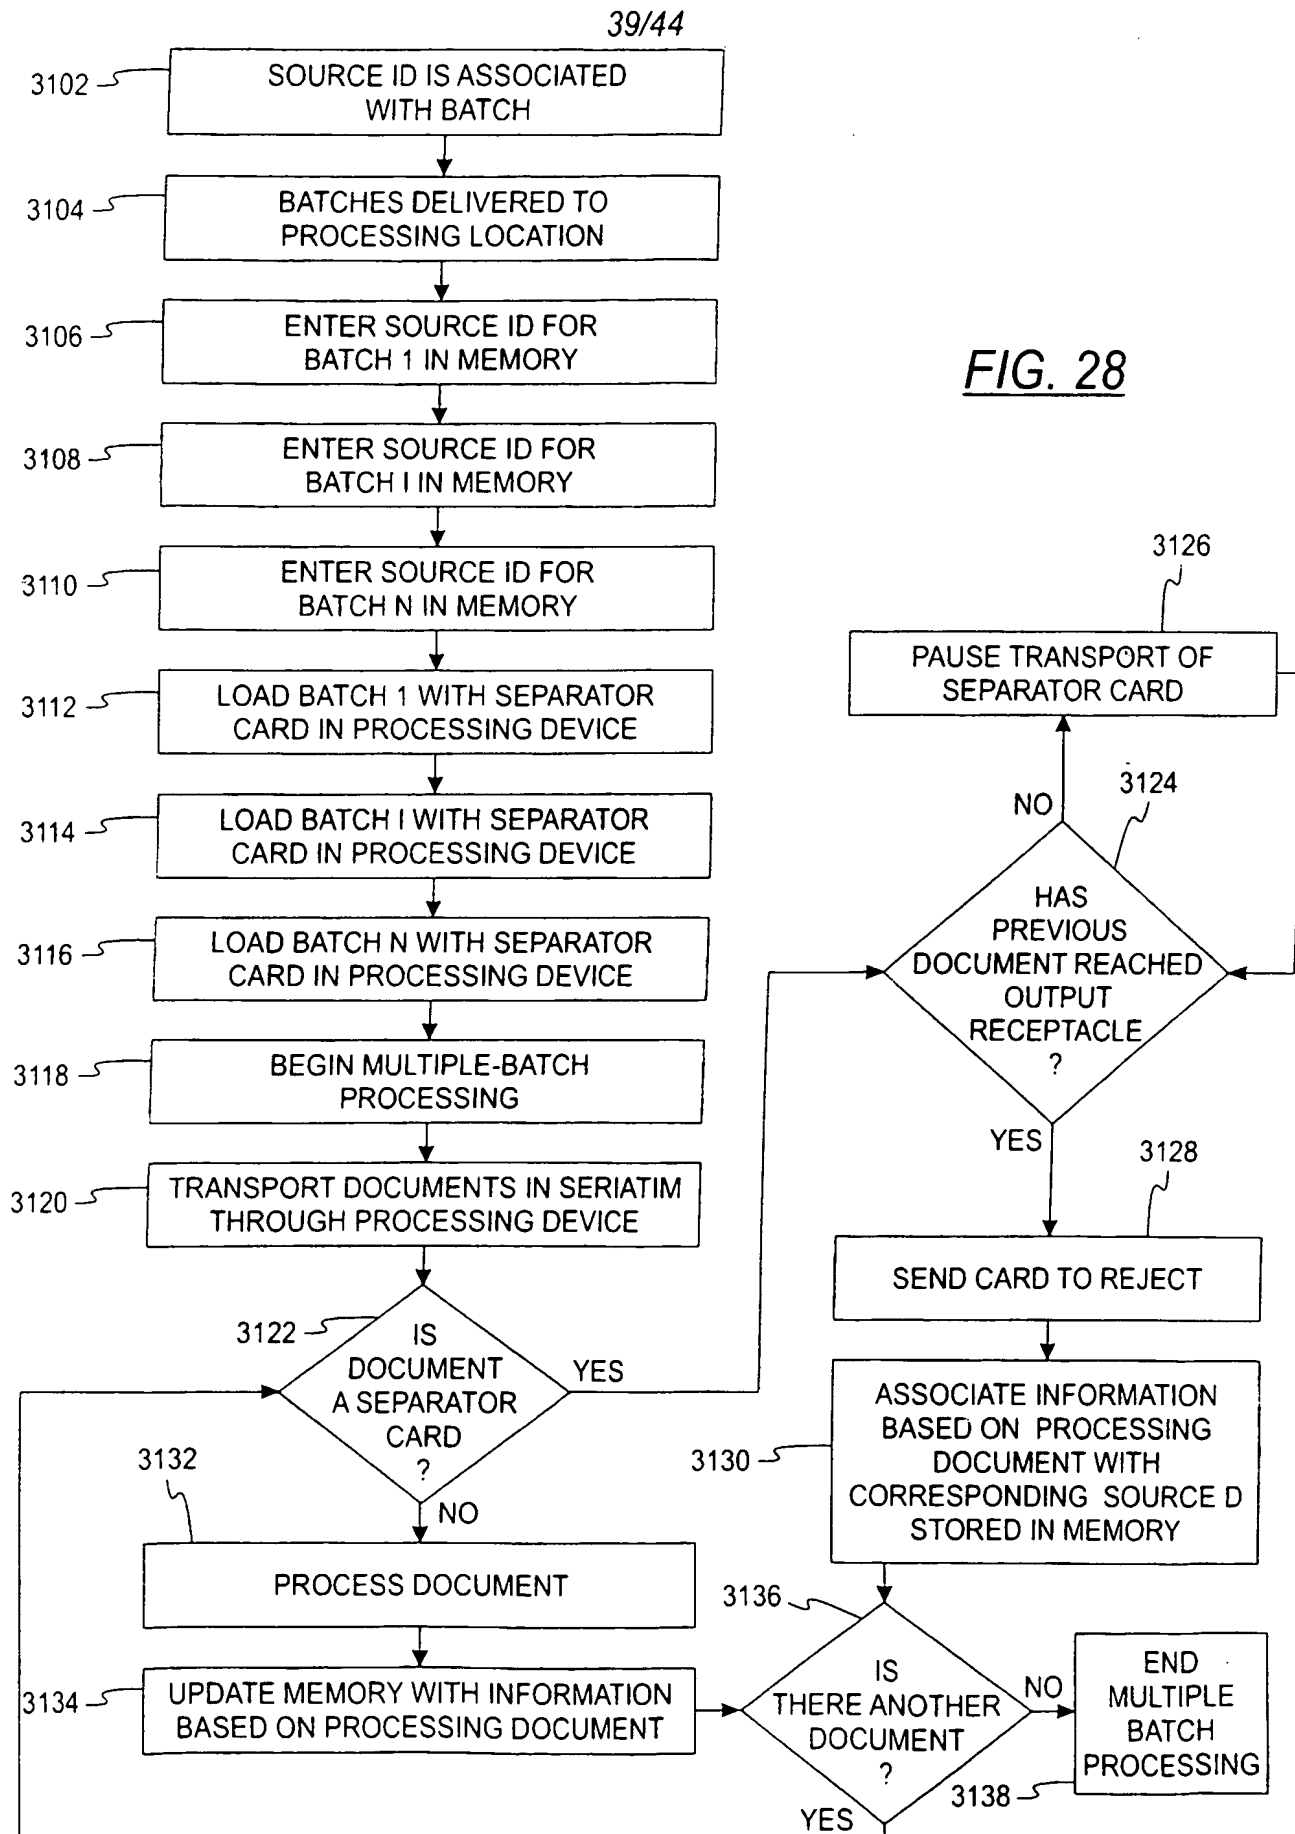 39/44
3102
SOURCE ID IS ASSOCIATED
WITH BATCH
3104
BATCHES DELIVERED TO
PROCESSING LOCATION
3106
ENTER SOURCE ID FOR
BATCH 1 IN MEMORY
FIG. 28
3108
ENTER SOURCE ID FOR
BATCH I IN MEMORY
3110
ENTER SOURCE ID FOR
BATCH N IN MEMORY
3112
LOAD BATCH 1 WITH SEPARATOR
CARD IN PROCESSING DEVICE
3114
LOAD BATCH I WITH SEPARATOR
CARD IN PROCESSING DEVICE
3116
LOAD BATCH N WITH SEPARATOR
CARD IN PROCESSING DEVICE
3118
BEGIN MULTIPLE-BATCH
PROCESSING
3120
TRANSPORT DOCUMENTS IN SERIATIM
THROUGH PROCESSING DEVICE
3122
IS
DOCUMENT
A SEPARATOR
CARD
?
YES
NO
3132
PROCESS DOCUMENT
3134
UPDATE MEMORY WITH INFORMATION
BASED ON PROCESSING DOCUMENT
3126
PAUSE TRANSPORT OF
SEPARATOR CARD
NO
3124
HAS
PREVIOUS
DOCUMENT REACHED
OUTPUT
RECEPTACLE
?
YES
3128
SEND CARD TO REJECT
3130
ASSOCIATE INFORMATION
BASED ON PROCESSING
DOCUMENT WITH
CORRESPONDING SOURCE D
STORED IN MEMORY
3136
IS
THERE ANOTHER
DOCUMENT
?
NO
YES
END
MULTIPLE
BATCH
PROCESSING
3138